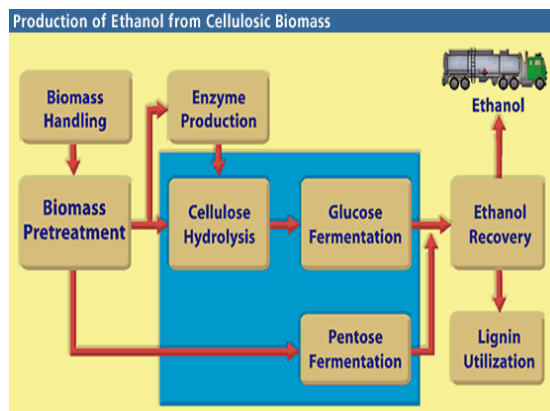 Production of Ethanol from Cellulosic Biomass
Biomass
Handling
Enzyme
Production
Ethanol
Biomass
Pretreatment
Cellulose
Hydrolysis
Glucose
Fermentation
Ethanol
Recovery
Pentose
Fermentation
Lignin
Utilization